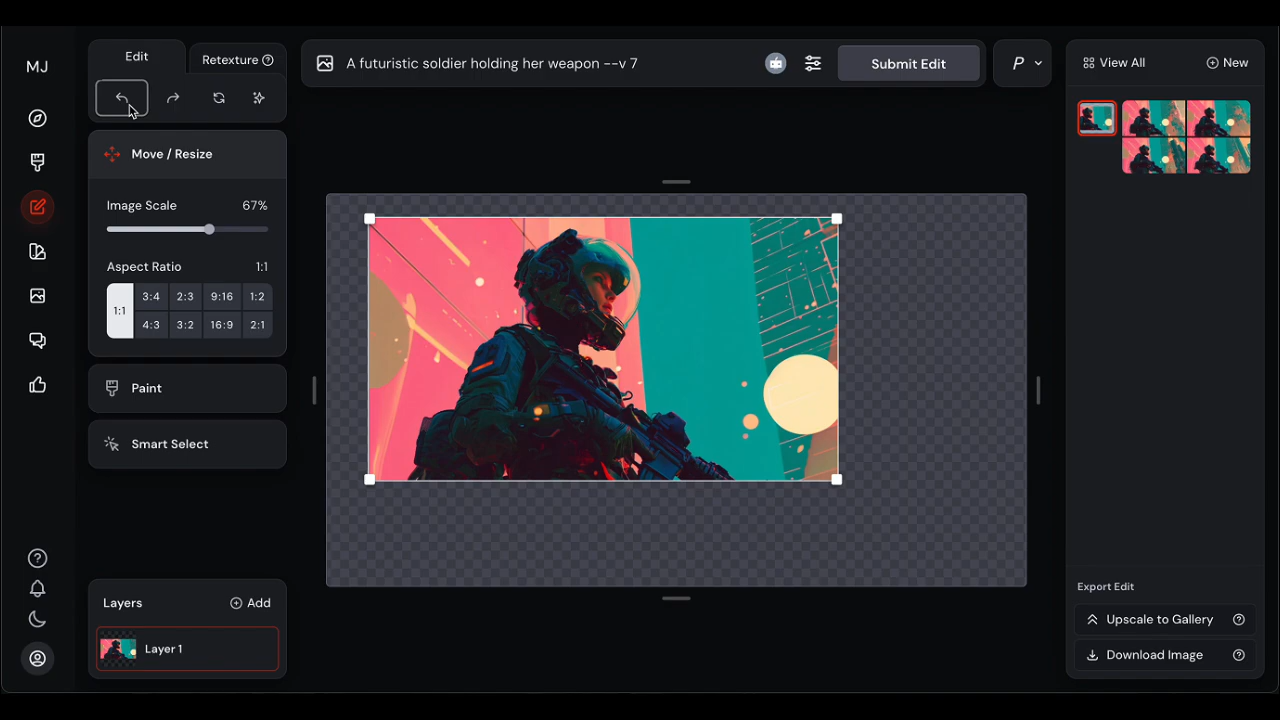 MJ
Edit
Retexture
A futuristic soldier holding her weapon --v 7
Submit Edit
P
View All
New
Move / Resize
Image Scale 67%
Aspect Ratio 1:1
1:1
3:4 2:3 9:16 1:2
4:3 3:2 16:9 2:1
Paint
Smart Select
Layers
Add
Layer 1
Export Edit
Upscale to Gallery
Download Image